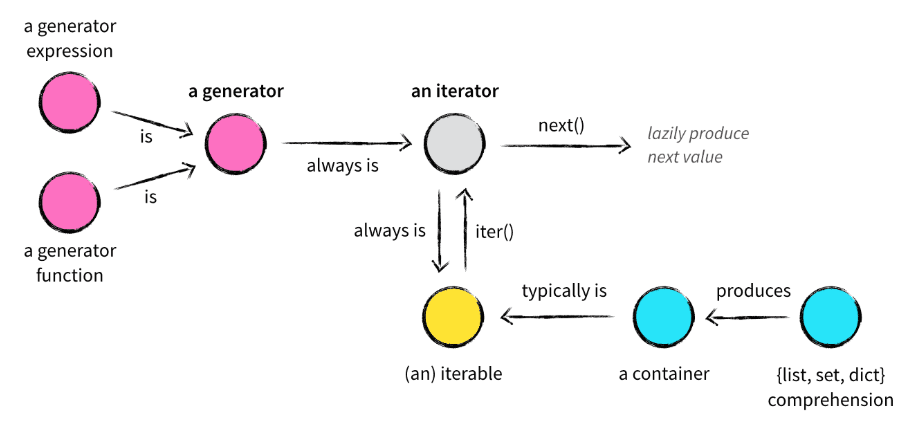 a generator
expression
a generator
an iterator
next()
lazily produce
next value
is
always is
is
a generator
function
always is
iter()
typically is
produces
(an) iterable
a container
{list, set, dict}
comprehension